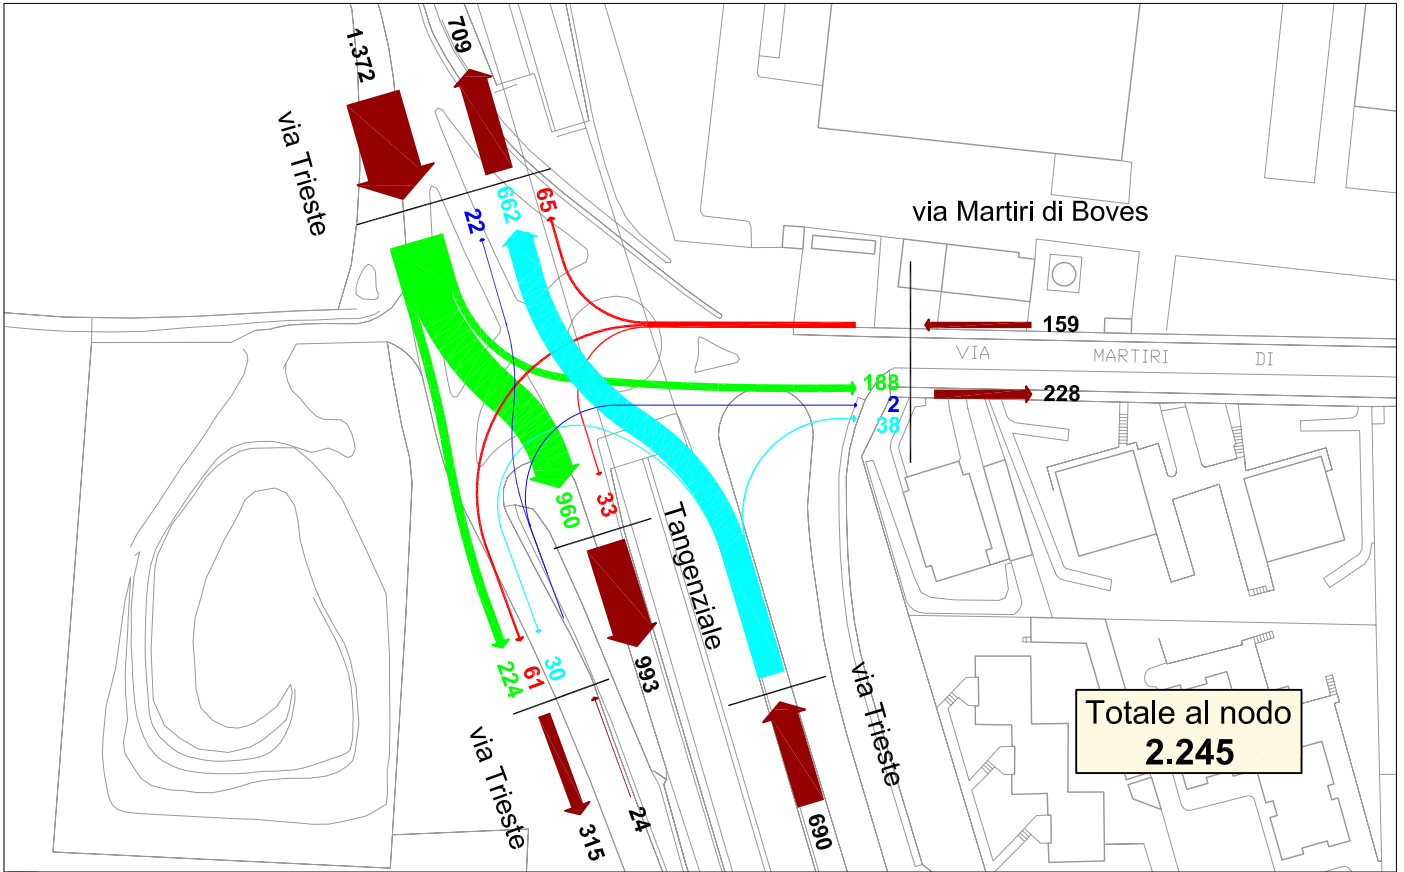 1.372
709
via Trieste
22
662
65
via Martiri di Boves
159
VIA MARTIRI DI
188
2
38
228
960
33
Tangenziale
993
224
61
30
via Trieste
315
24
690
via Trieste
Totale al nodo
2.245